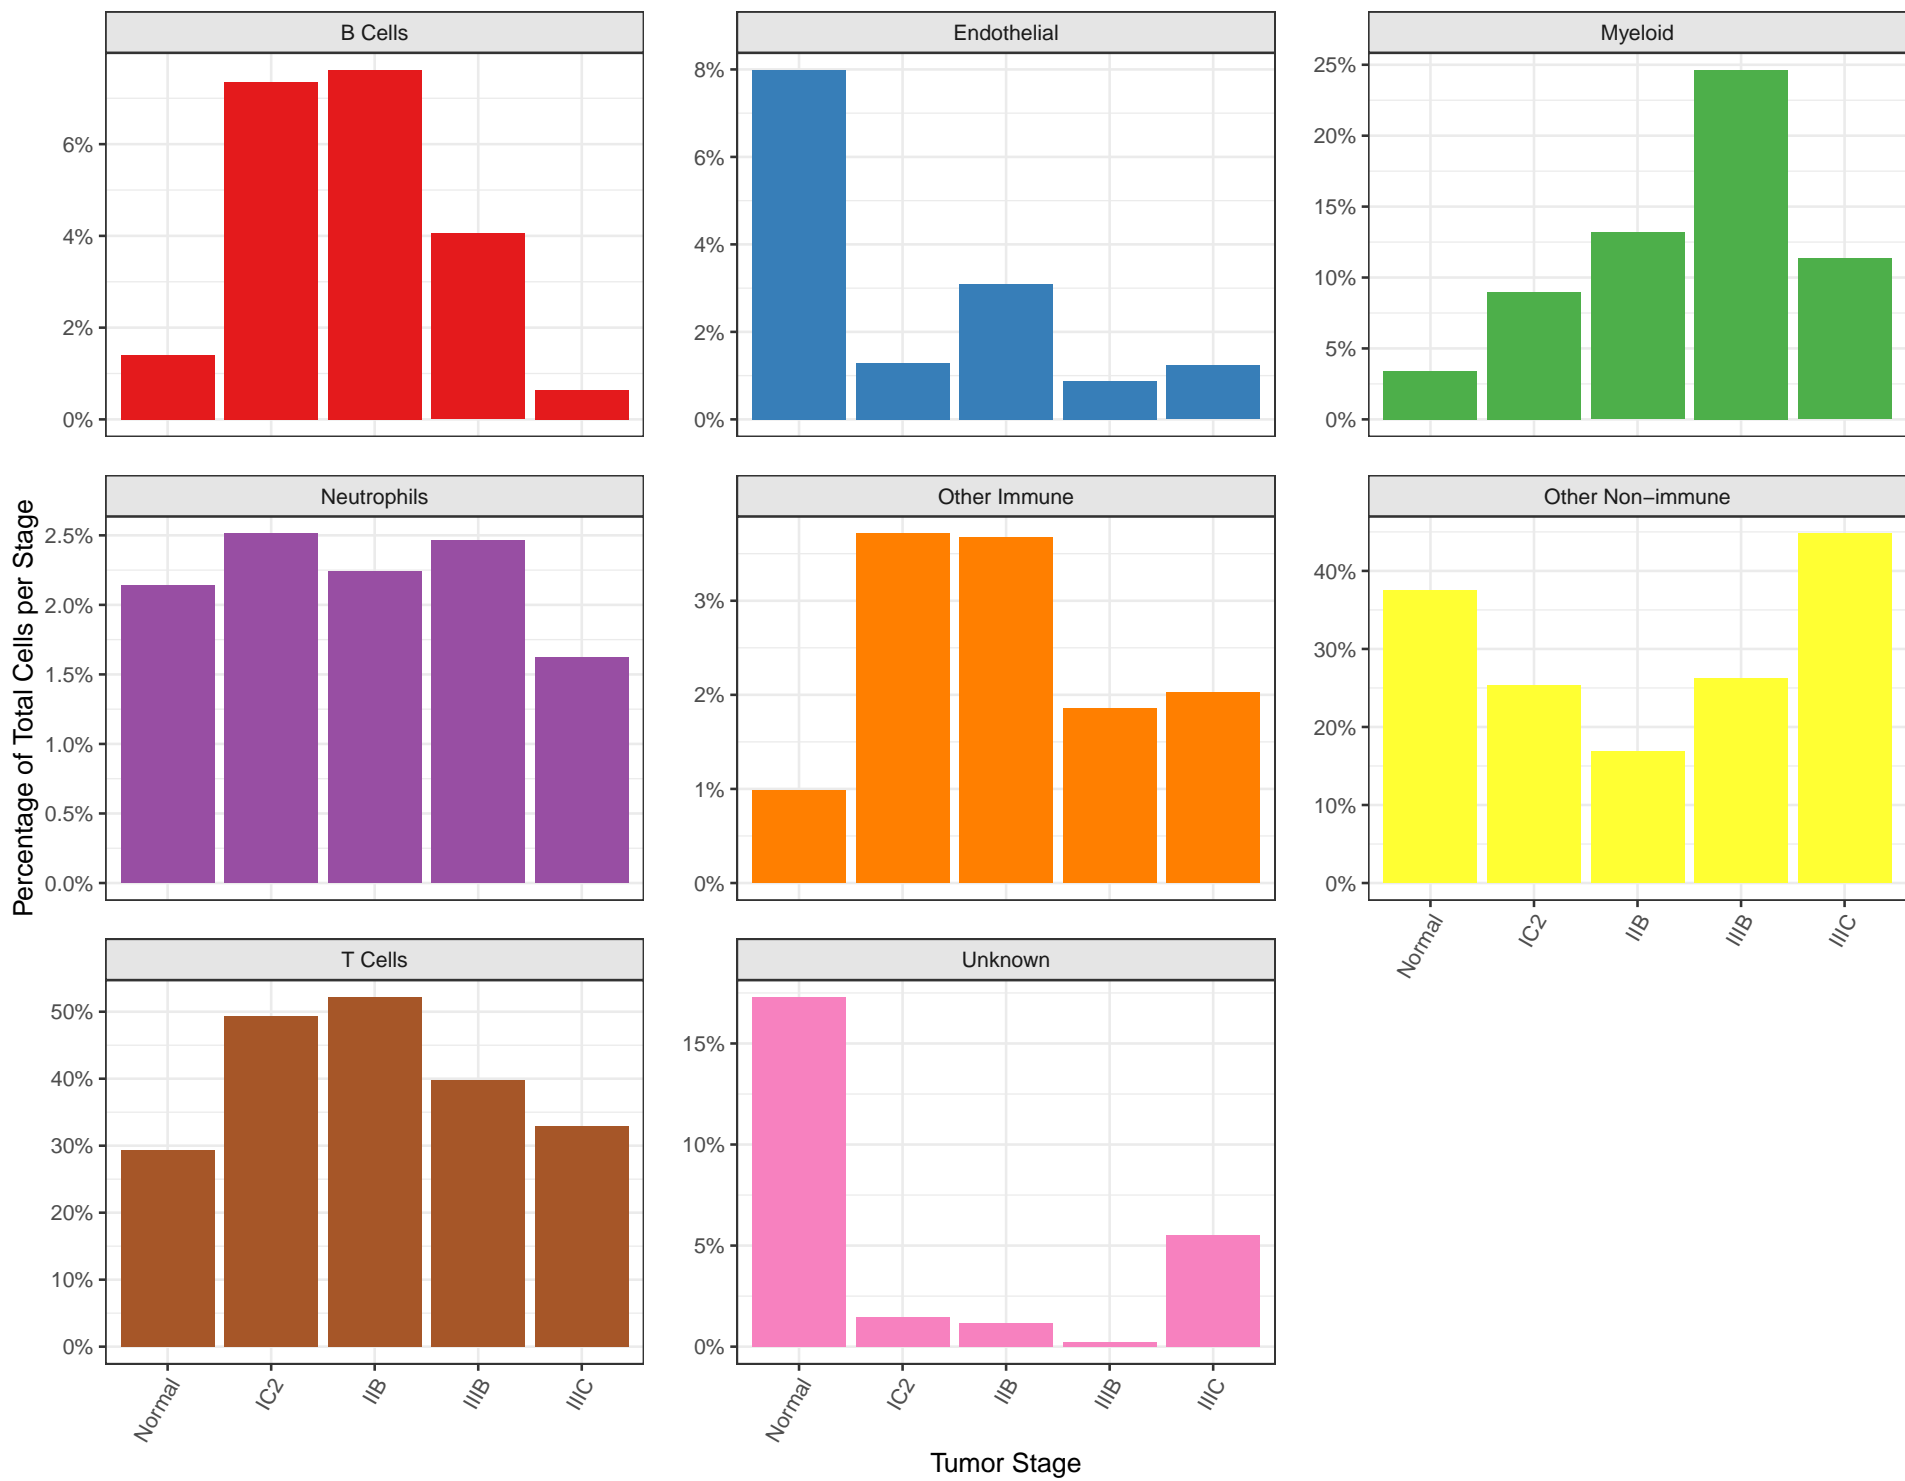 B Cells
Endothelial
Myeloid
6%
4%
2%
0%
8%
6%
4%
2%
0%
25%
20%
15%
10%
5%
0%
Percentage of Total Cells per Stage
Neutrophils
Other Immune
Other Non−immune
2.5%
2.0%
1.5%
1.0%
0.5%
0.0%
3%
2%
1%
0%
40%
30%
20%
10%
0%
Normal
IC2
IIB
IIIB
IIIC
T Cells
Unknown
50%
40%
30%
20%
10%
0%
15%
10%
5%
0%
Normal
IC2
IIB
IIIB
IIIC
Normal
IC2
IIB
IIIB
IIIC
Tumor Stage